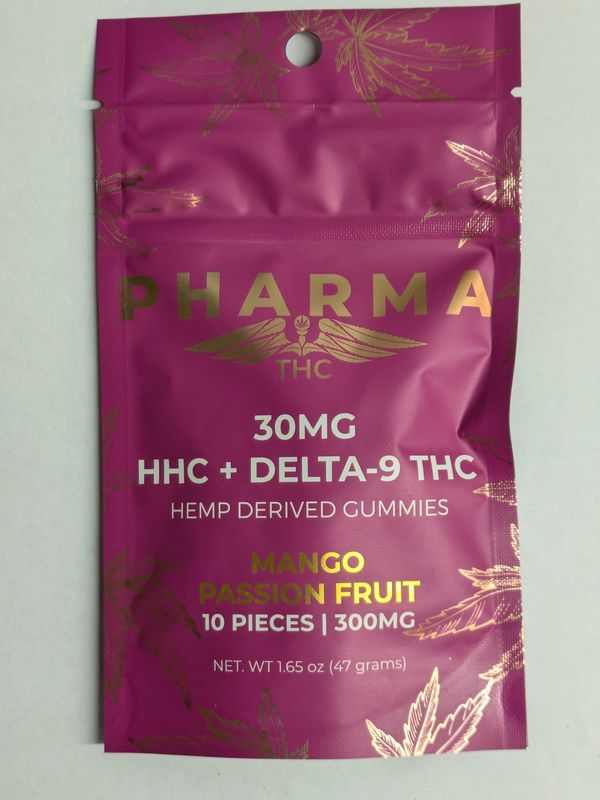 PHARMA
THC
30MG
HHC + DELTA-9 THC
HEMP DERIVED GUMMIES
MANGO
PASSION FRUIT
10 PIECES | 300MG
NET. WT 1.65 oz (47 grams)